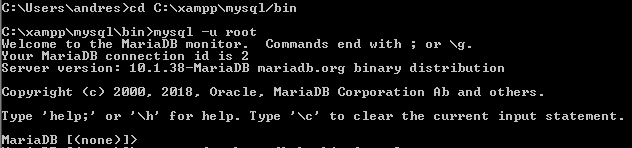 C:\Users\andres>cd C:\xampp\mysql/bin
C:\xampp\mysql\bin>mysql -u root
Welcome to the MariaDB monitor.  Commands end with ; or \g.
Your MariaDB connection id is 2
Server version: 10.1.38-MariaDB mariadb.org binary distribution
Copyright (c) 2000, 2018, Oracle, MariaDB Corporation Ab and others.
Type 'help;' or '\h' for help. Type '\c' to clear the current input statement.
MariaDB [(none)]>